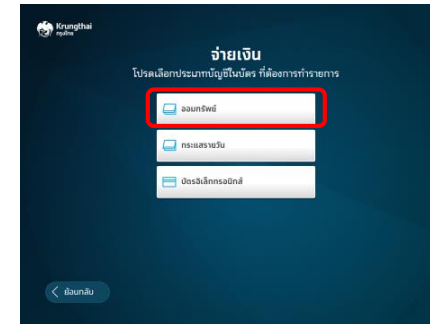 Krungthai
กรุงไทย
จ่ายเงิน
โปรดเลือกประเภทบัญชีในบัตร ที่ต้องการทำรายการ
ออมทรัพย์
กระแสรายวัน
บัตรอิเล็กทรอนิกส์
ย้อนกลับ